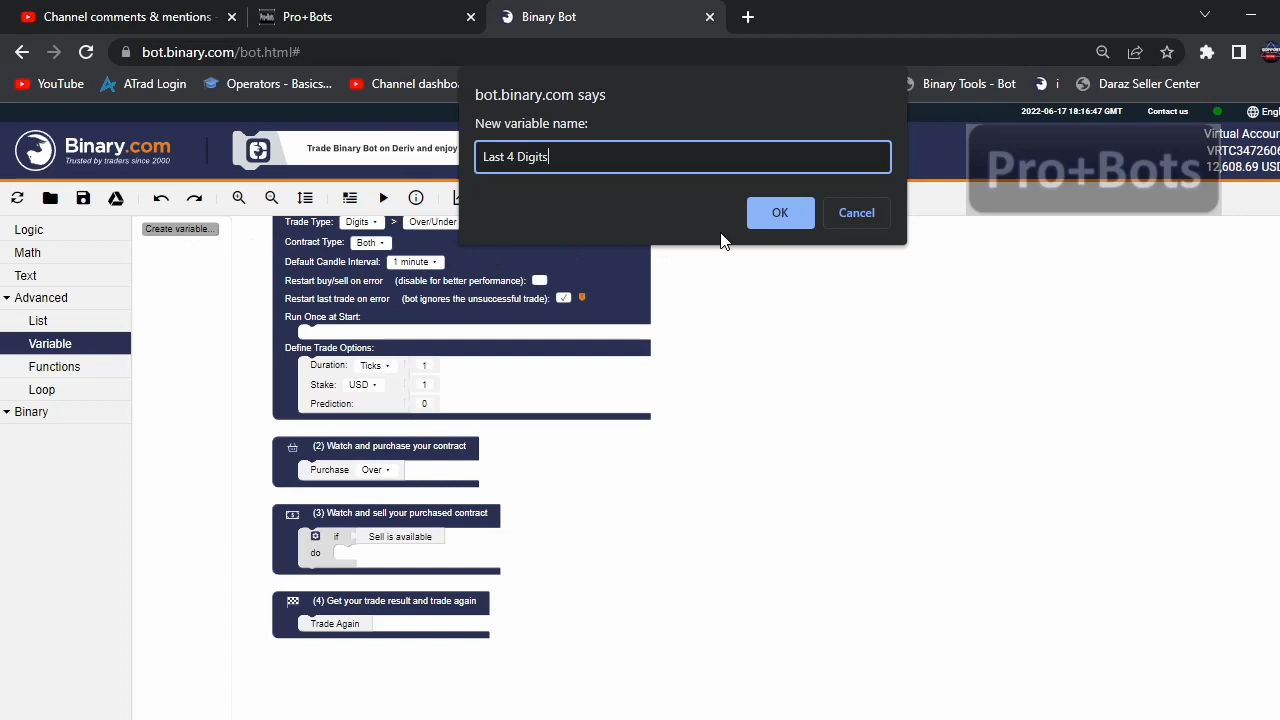 Channel comments & mentions
Pro+Bots
Binary Bot
bot.binary.com/bot.html#
YouTube
ATrad Login
Operators - Basics...
Channel dashbo
Binary Tools - Bot
Daraz Seller Center
2022-06-17 18:16:47 GMT
Contact us
Engl
Binary.com
Trusted by traders since 2000
Trade Binary Bot on Deriv and enjoy
Virtual Accoun
VRTC3472606
12,608.69 USD
Pro+Bots
bot.binary.com says
New variable name:
Last 4 Digits
OK
Cancel
Logic
Math
Text
Advanced
List
Variable
Functions
Loop
Binary
Create variable...
Trade Type: Digits > Over/Under
Contract Type: Both
Default Candle Interval: 1 minute
Restart buy/sell on error (disable for better performance):
Restart last trade on error (bot ignores the unsuccessful trade):
Run Once at Start:
Define Trade Options:
Duration: Ticks 1
Stake: USD 1
Prediction: 0
(2) Watch and purchase your contract
Purchase Over
(3) Watch and sell your purchased contract
if Sell is available
do
(4) Get your trade result and trade again
Trade Again